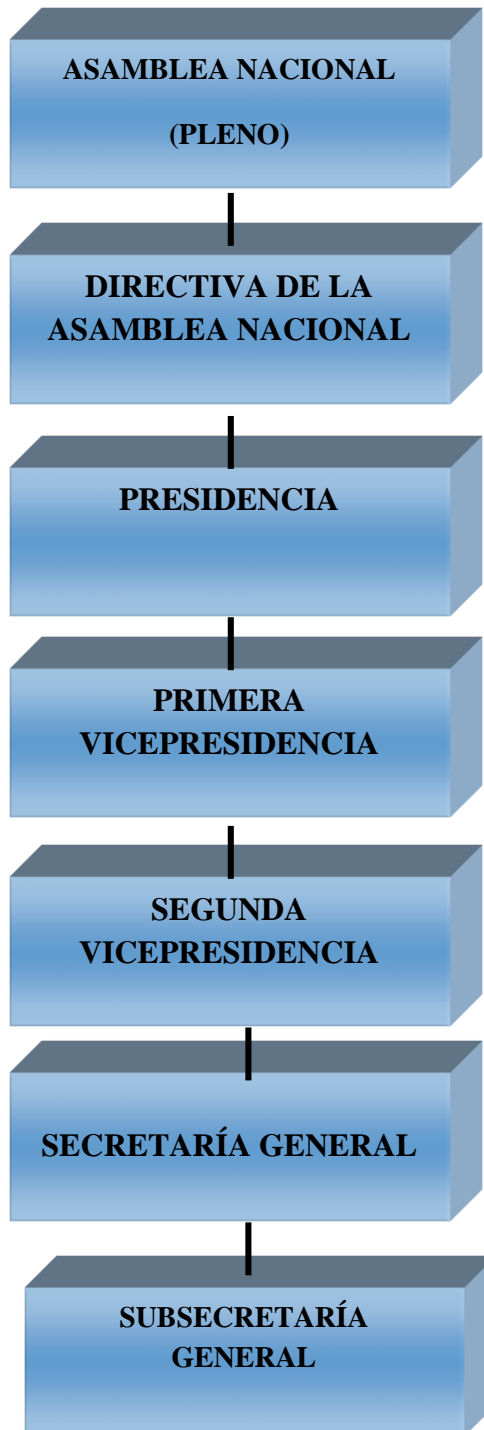 ASAMBLEA NACIONAL
(PLENO)
DIRECTIVA DE LA
ASAMBLEA NACIONAL
PRESIDENCIA
PRIMERA
VICEPRESIDENCIA
SEGUNDA
VICEPRESIDENCIA
SECRETARÍA GENERAL
SUBSECRETARÍA
GENERAL